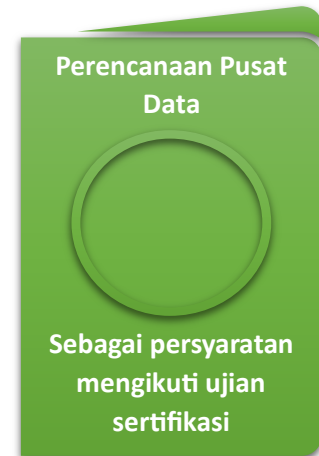 Perencanaan Pusat
Data
Sebagai persyaratan
mengikuti ujian
sertifikasi